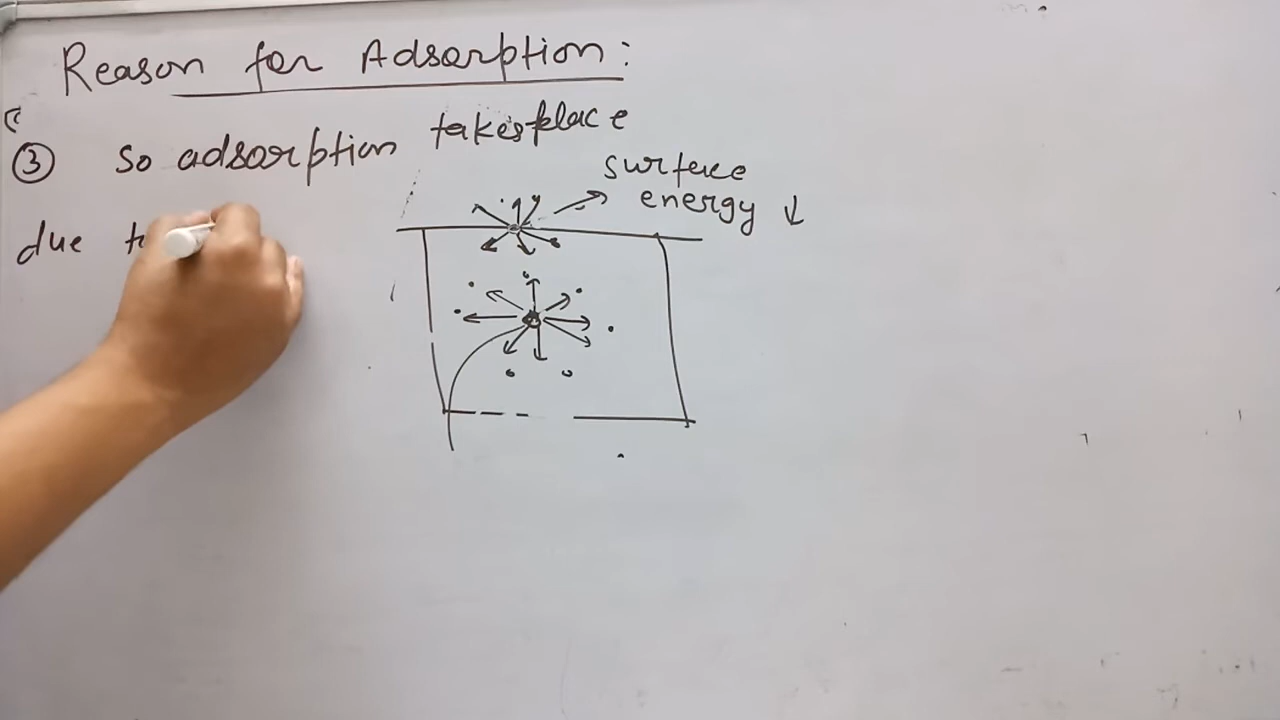 Reason for Adsorption:
③ So adsorption takesplace
surface
energy ↓
due